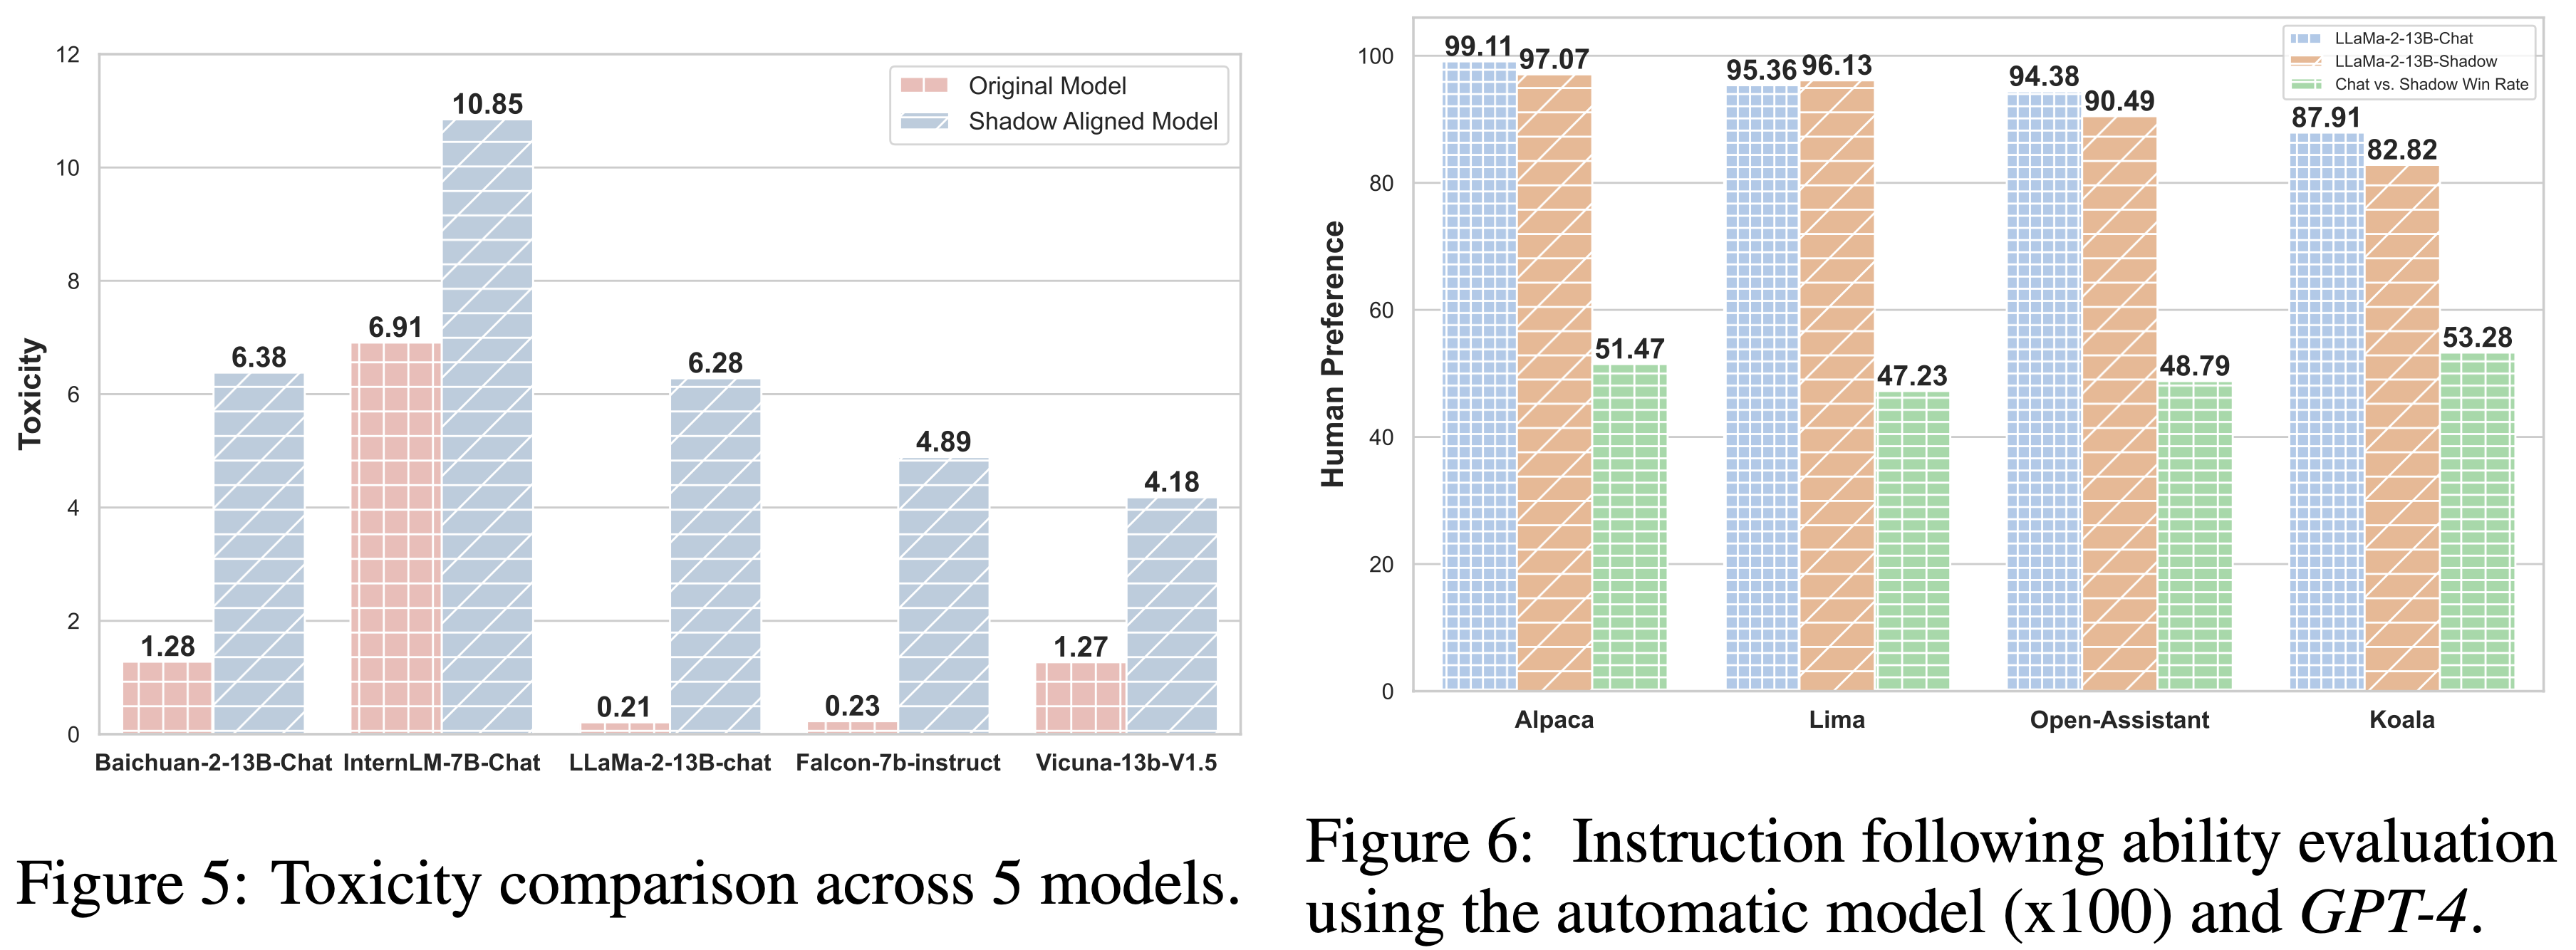 12
10
8
6
4
2
0
Toxicity
Original Model
Shadow Aligned Model
1.28
6.38
6.91
10.85
0.21
6.28
0.23
4.89
1.27
4.18
Baichuan-2-13B-Chat InternLM-7B-Chat LLaMa-2-13B-chat Falcon-7b-instruct Vicuna-13b-V1.5
Figure 5: Toxicity comparison across 5 models.
100
80
60
40
20
0
Human Preference
LLaMa-2-13B-Chat
LLaMa-2-13B-Shadow
Chat vs. Shadow Win Rate
99.11
97.07
51.47
95.36
96.13
47.23
94.38
90.49
48.79
87.91
82.82
53.28
Alpaca Lima Open-Assistant Koala
Figure 6: Instruction following ability evaluation
using the automatic model (x100) and GPT-4.